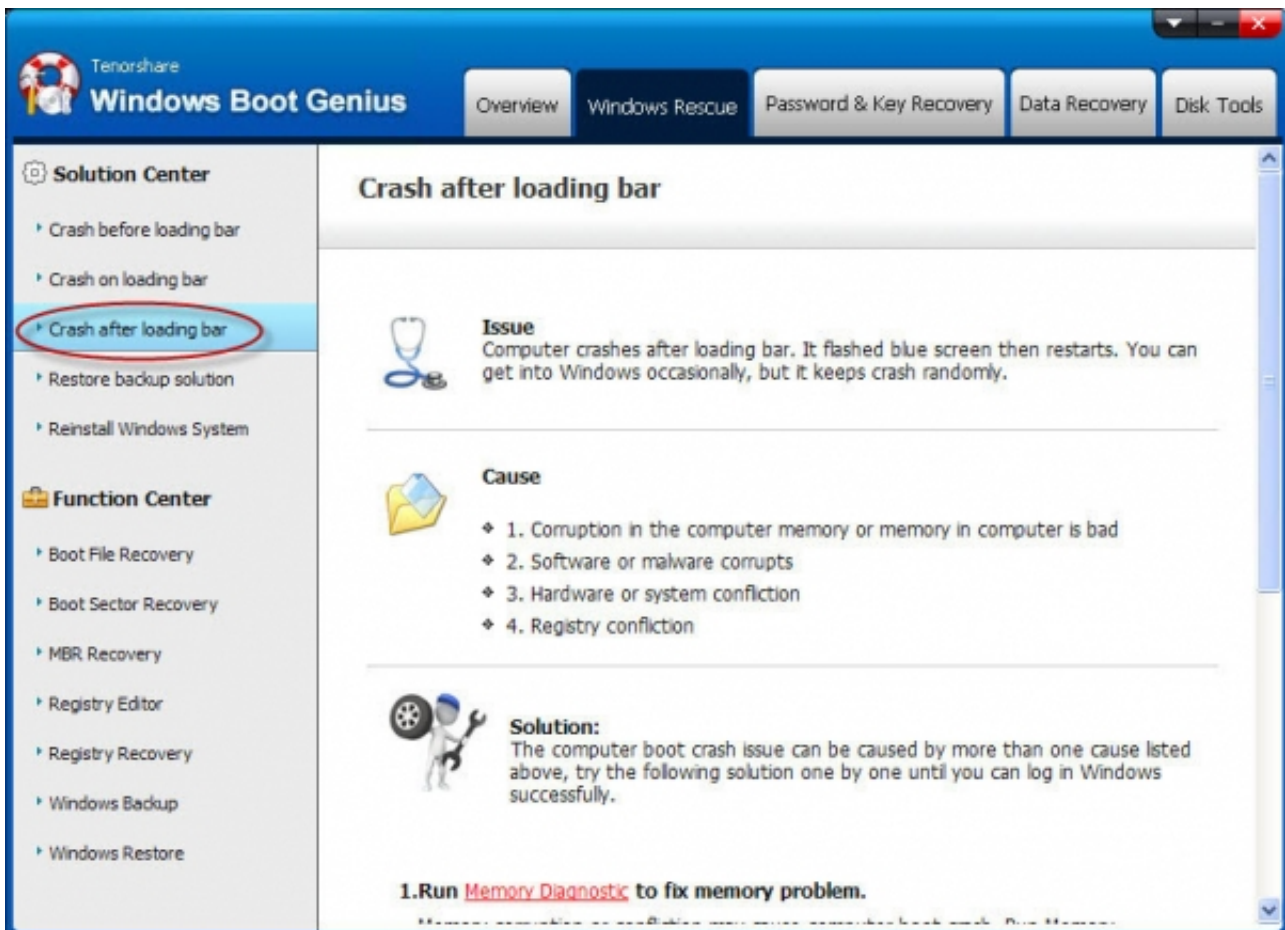 Tenorshare
Windows Boot Genius
Overview
Windows Rescue
Password & Key Recovery
Data Recovery
Disk Tools
Solution Center
Crash before loading bar
Crash on loading bar
Crash after loading bar
Restore backup solution
Reinstall Windows System
Function Center
Boot File Recovery
Boot Sector Recovery
MBR Recovery
Registry Editor
Registry Recovery
Windows Backup
Windows Restore
Crash after loading bar
Issue
Computer crashes after loading bar. It flashed blue screen then restarts. You can
get into Windows occasionally, but it keeps crash randomly.
Cause
1. Corruption in the computer memory or memory in computer is bad
2. Software or malware corrupts
3. Hardware or system confliction
4. Registry confliction
Solution:
The computer boot crash issue can be caused by more than one cause listed
above, try the following solution one by one until you can log in Windows
successfully.
1.Run Memory Diagnostic to fix memory problem.